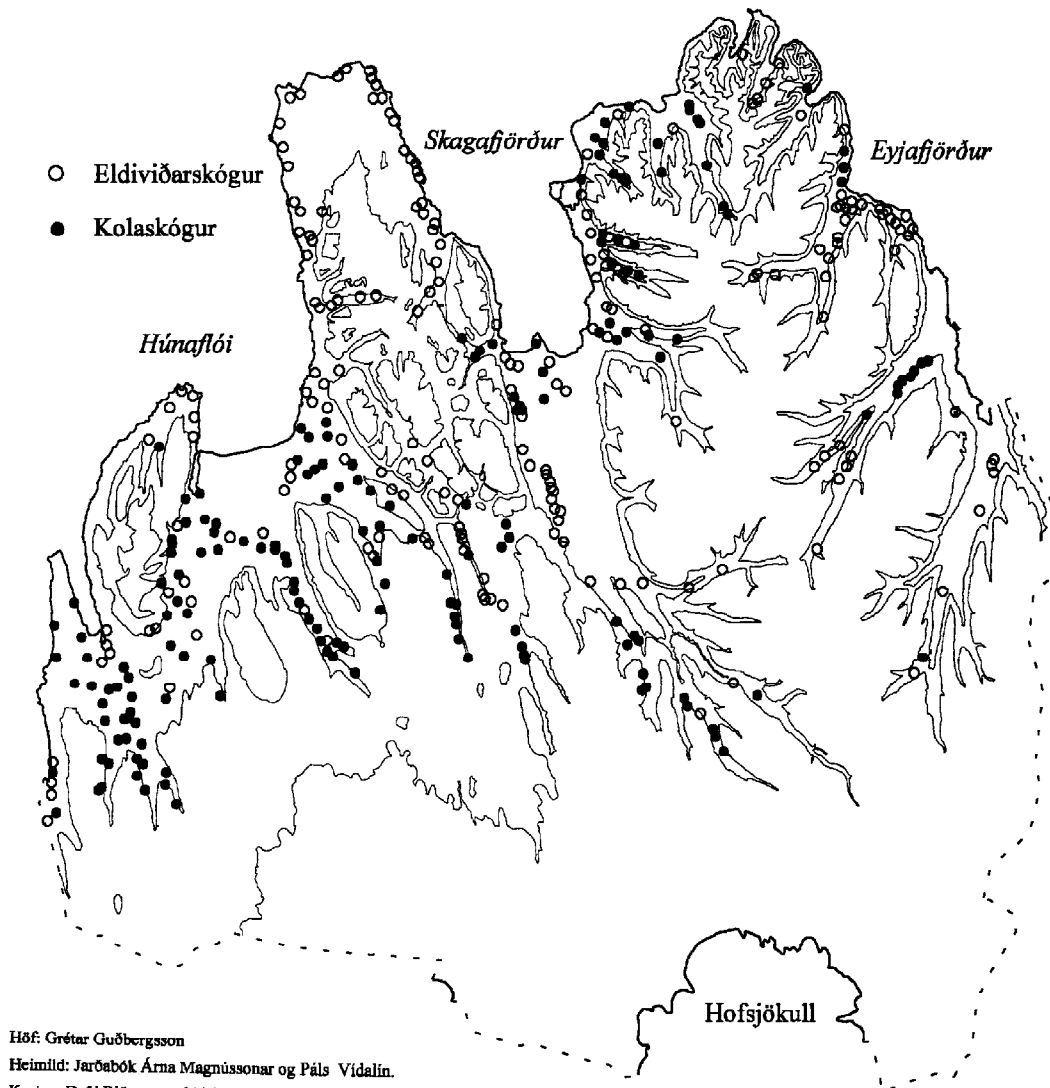 Skagafjörður
Eyjafjörður
Eldiviðarskógur
Kolaskógur
Húnaflói
Hofsjökull
Höf: Grétar Guðbergsson
Heimild: Jarðabók Árna Magnússonar og Páls Vídalín.